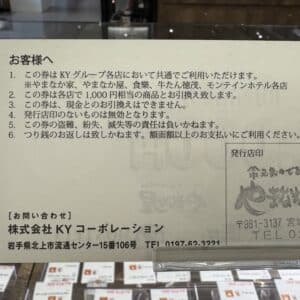 お客様へ
1. この券はKYグループ各店において共通でご利用いただけます。
※やまなか家、やまなか屋、食樂、牛たん徳茂、モンテインホテル各店
2. この券は各店で1,000円相当の商品とお引換え致します。
3. この券は、現金とのお引換えはできません。
4. 発行店印のないものは無効となります。
5. この券の盗難、紛失、滅失等の責任は負いかねます。
6. つり銭のお返しは致しかねます。額面額以上のお支払いにご利用ください。
発行店印
〒981-3137
TEL 0
【お問い合わせ】
株式会社 KYコーポレーション
岩手県北上市流通センター15番106号 TEL 0197-62-3221